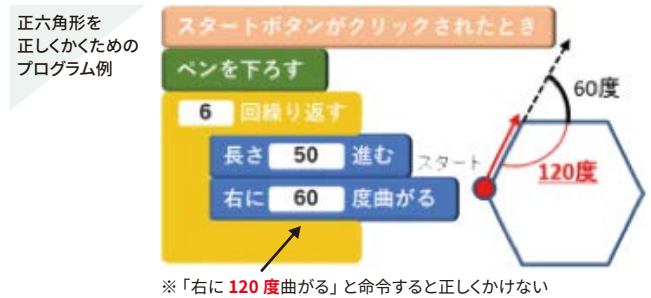 正六角形を
正しくかくための
プログラム例
スタートボタンがクリックされたとき
ペンを下ろす
6 回繰り返す
長さ 50 進む
右に 60 度曲がる
スタート
60度
120度
※「右に 120 度曲がる」と命令すると正しくかけない